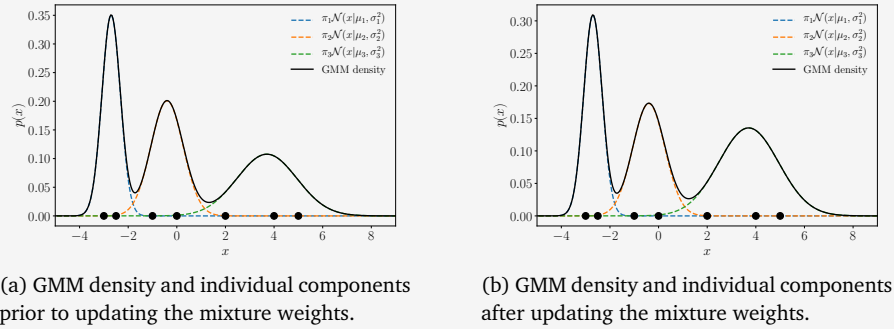 0.35
0.30
0.25
0.20
0.15
0.10
0.05
0.00
p(x)
−4 −2 0 2 4 6 8
x
π₁𝒩(x|μ₁, σ₁²)
π₂𝒩(x|μ₂, σ₂²)
π₃𝒩(x|μ₃, σ₃²)
GMM density
(a) GMM density and individual components
prior to updating the mixture weights.
0.30
0.25
0.20
0.15
0.10
0.05
0.00
p(x)
−4 −2 0 2 4 6 8
x
π₁𝒩(x|μ₁, σ₁²)
π₂𝒩(x|μ₂, σ₂²)
π₃𝒩(x|μ₃, σ₃²)
GMM density
(b) GMM density and individual components
after updating the mixture weights.